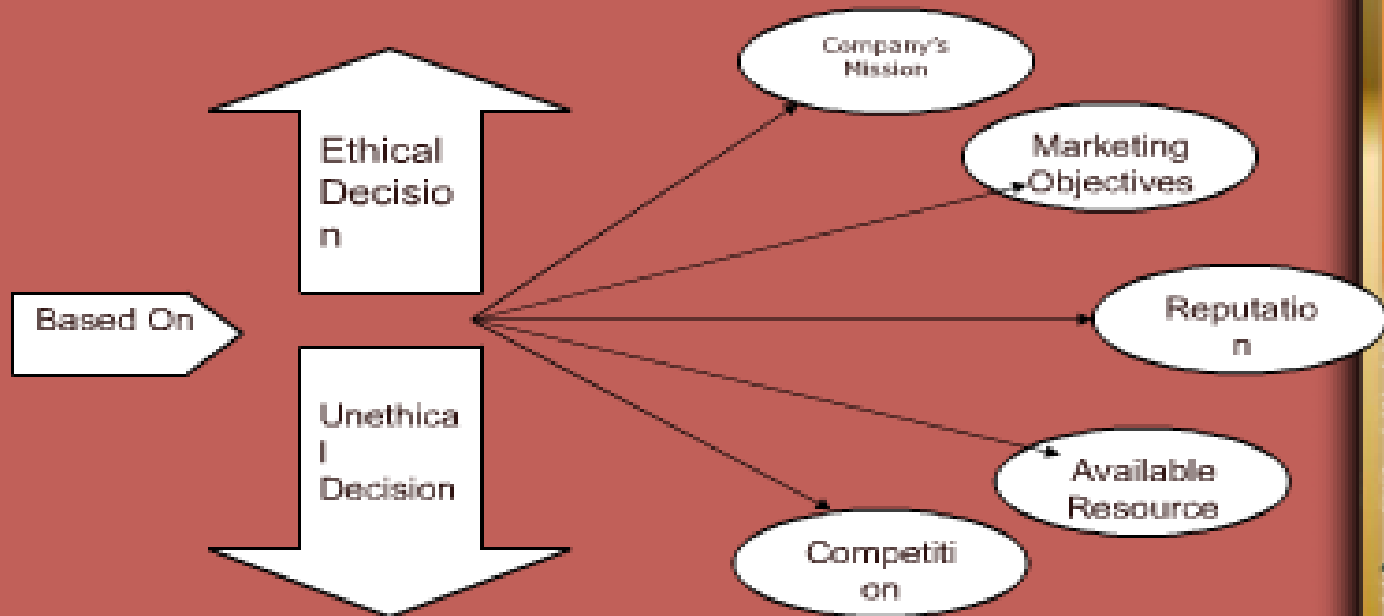 Company's
Mission
Marketing
Objectives
Ethical
Decisio
n
Based On
Reputatio
n
Unethica
l
Decision
Available
Resource
Competiti
on